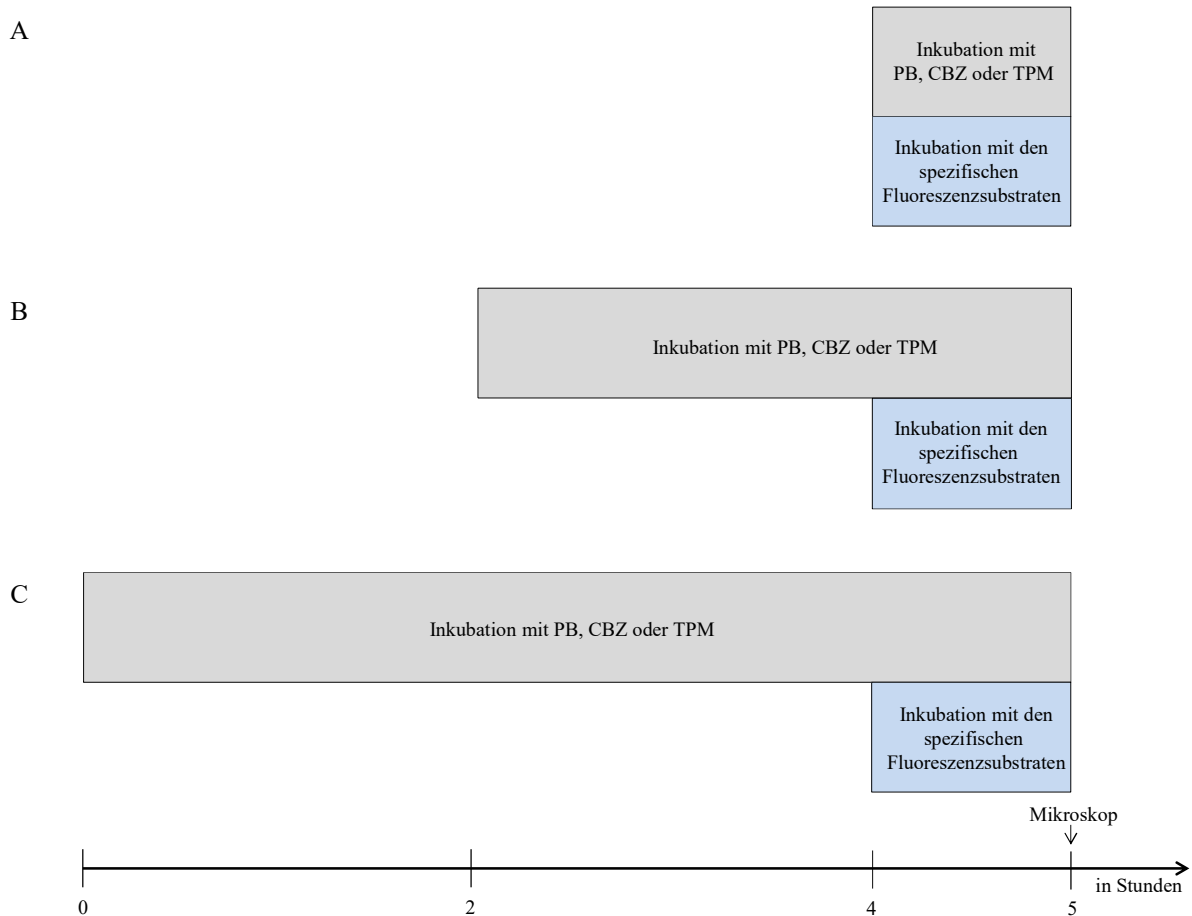 A
Inkubation mit
PB, CBZ oder TPM
Inkubation mit den
spezifischen
Fluoreszenzsubstraten
B
Inkubation mit PB, CBZ oder TPM
Inkubation mit den
spezifischen
Fluoreszenzsubstraten
C
Inkubation mit PB, CBZ oder TPM
Inkubation mit den
spezifischen
Fluoreszenzsubstraten
Mikroskop
in Stunden
0 2 4 5